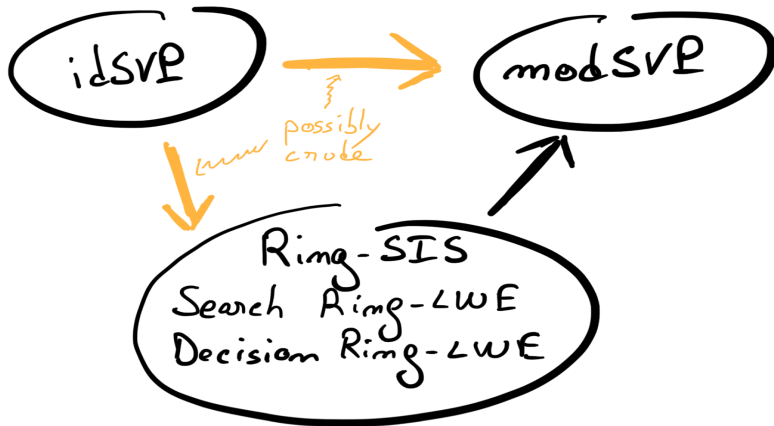 idSVP
modSVP
possibly
crude
Ring-SIS
Search Ring-LWE
Decision Ring-LWE